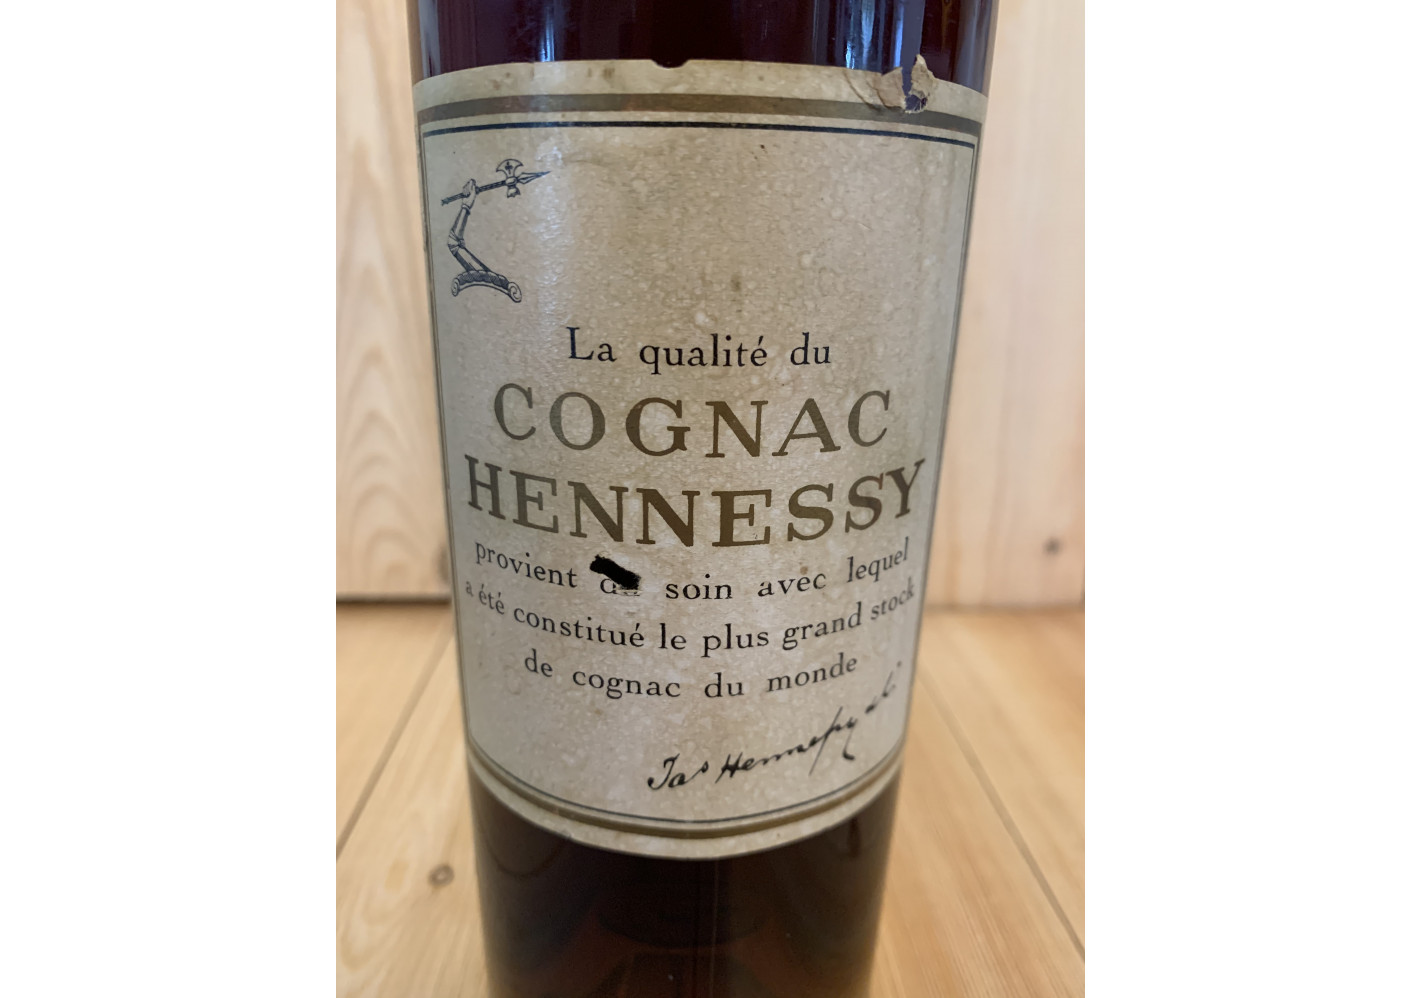 La qualité du
COGNAC
HENNESSY
provient soin avec lequel
a été constitué le plus grand stock
de cognac du monde
Jas Hennessy &